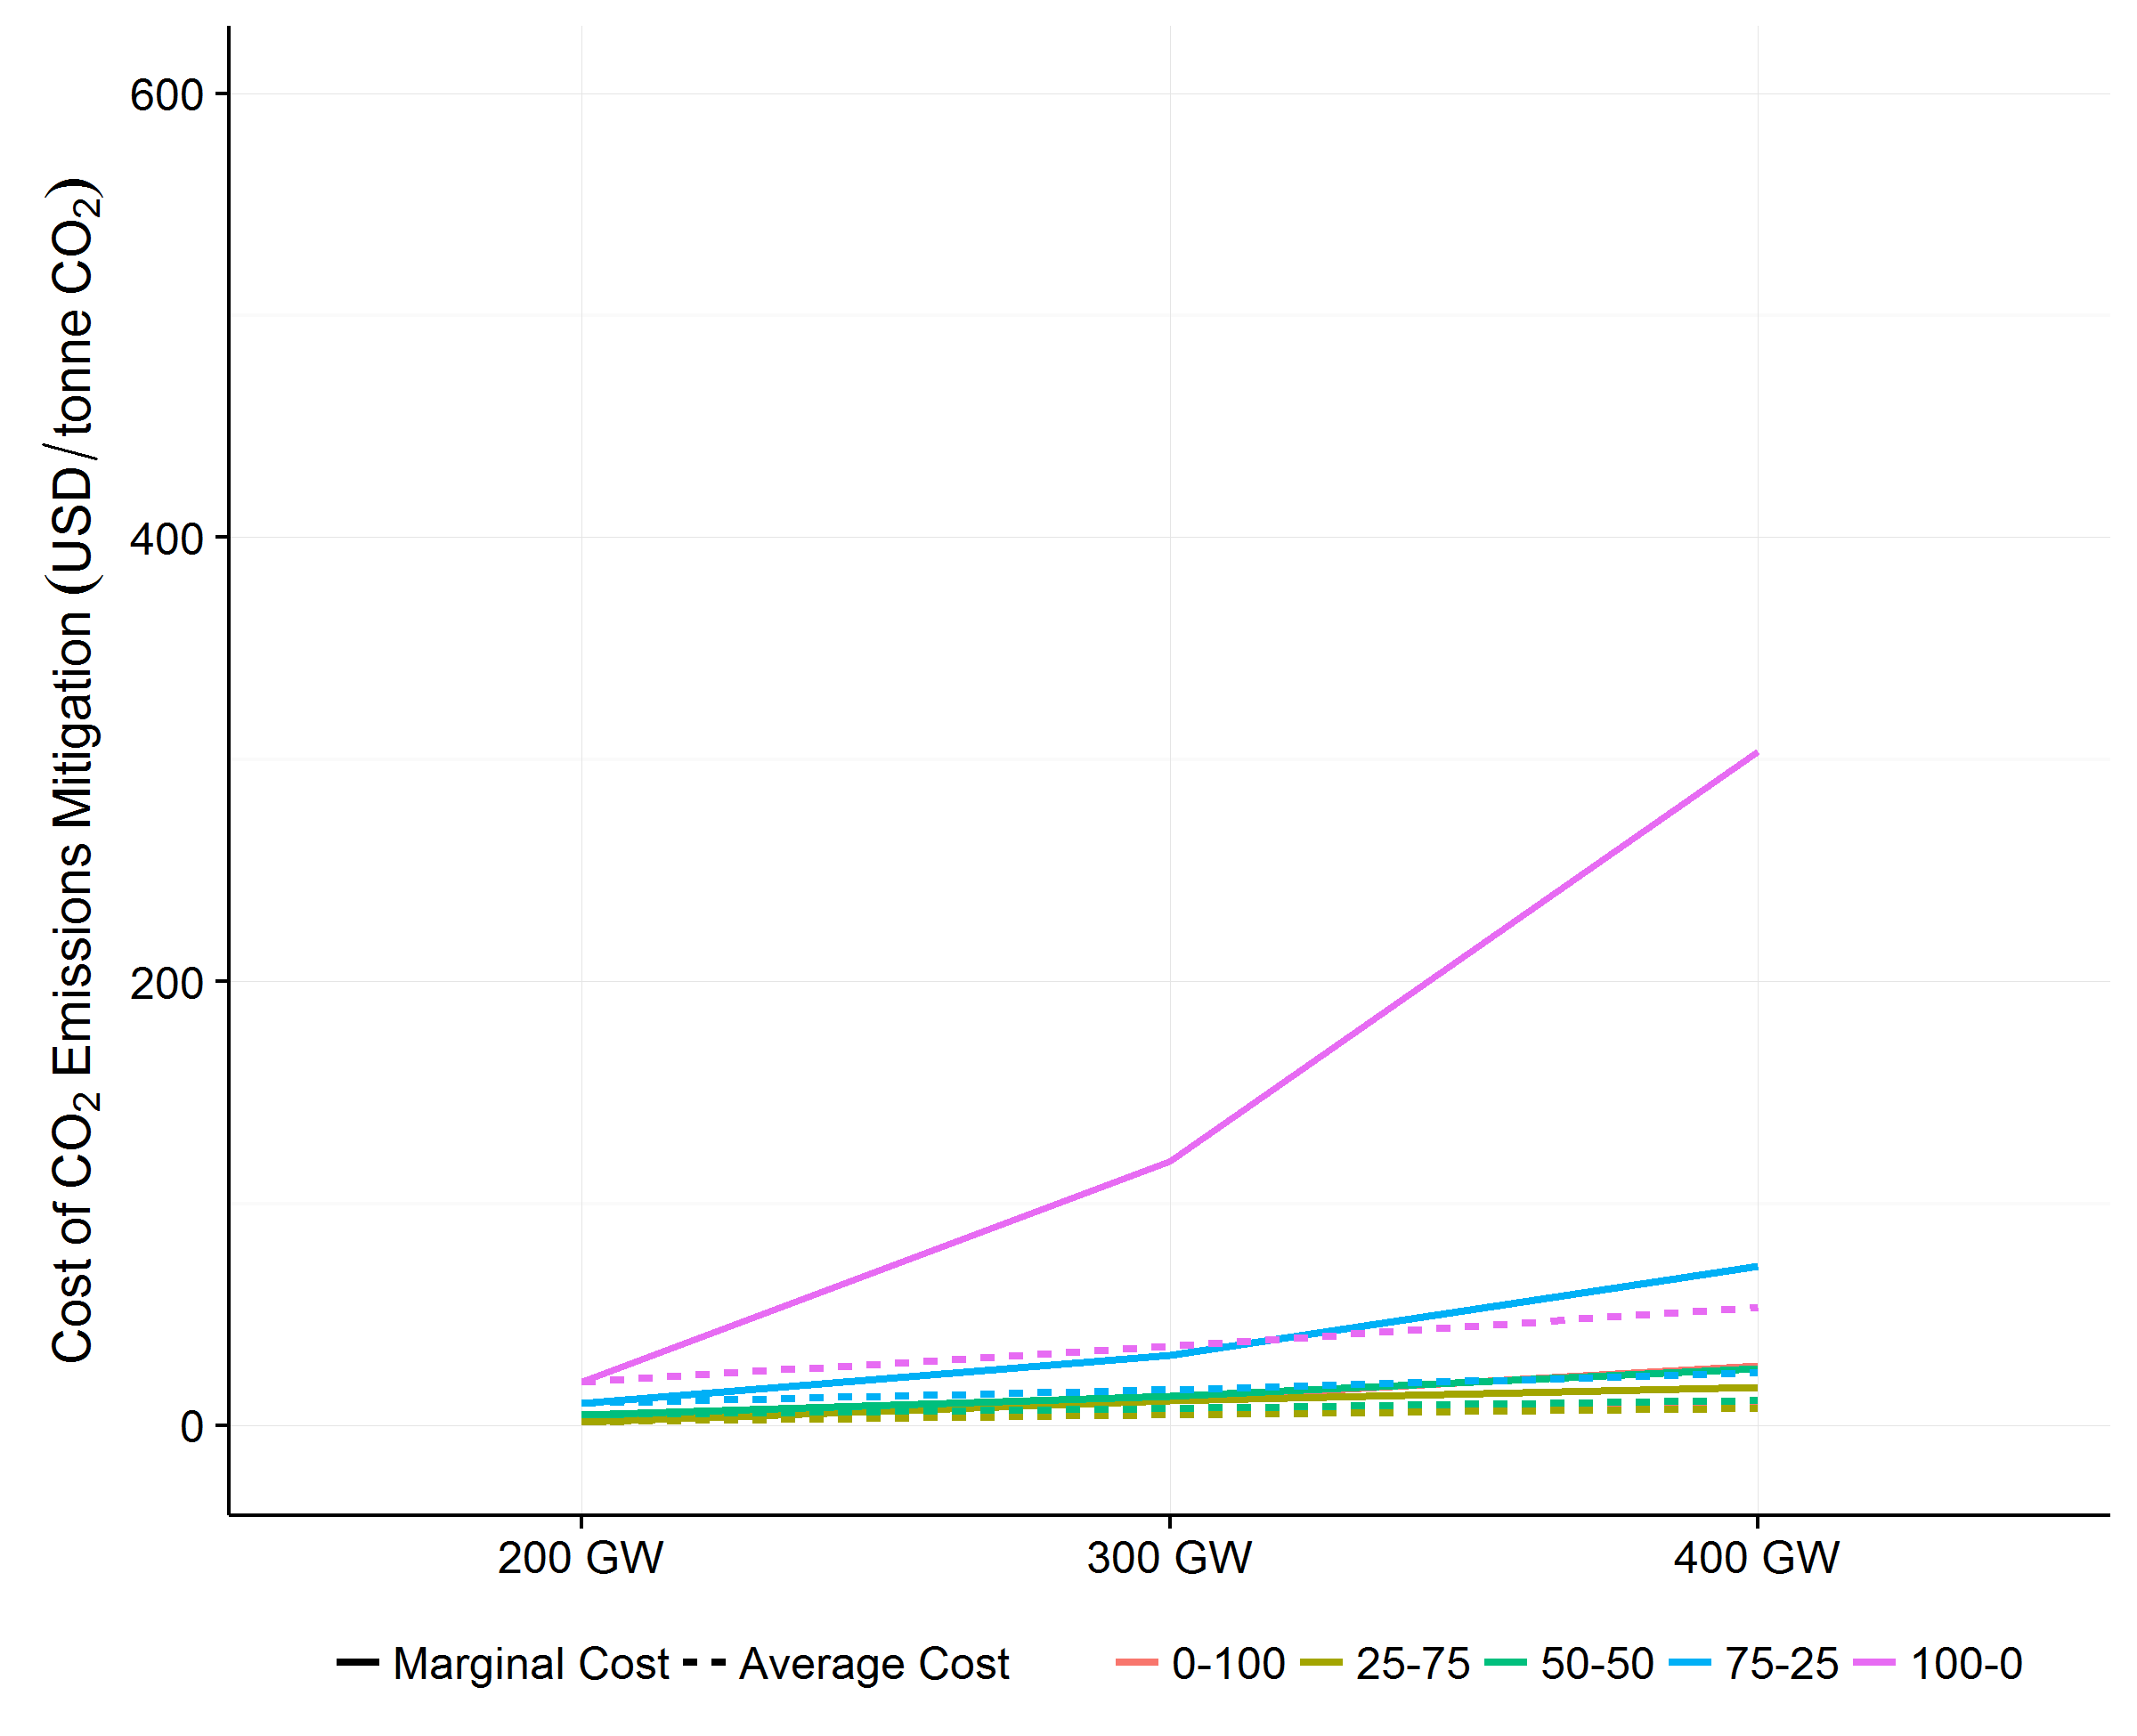 Cost of CO₂ Emissions Mitigation (USD/tonne CO₂)
600
400
200
0
200 GW 300 GW 400 GW
Marginal Cost Average Cost 0-100 25-75 50-50 75-25 100-0